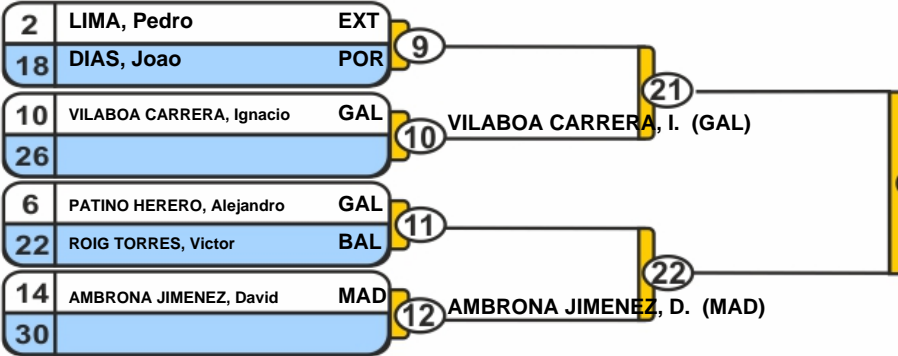 2 LIMA, Pedro EXT
18 DIAS, Joao POR
9
10 VILABOA CARRERA, Ignacio GAL
26
10 VILABOA CARRERA, I. (GAL)
21
6 PATINO HERERO, Alejandro GAL
22 ROIG TORRES, Victor BAL
11
14 AMBRONA JIMENEZ, David MAD
30
12 AMBRONA JIMENEZ, D. (MAD)
22